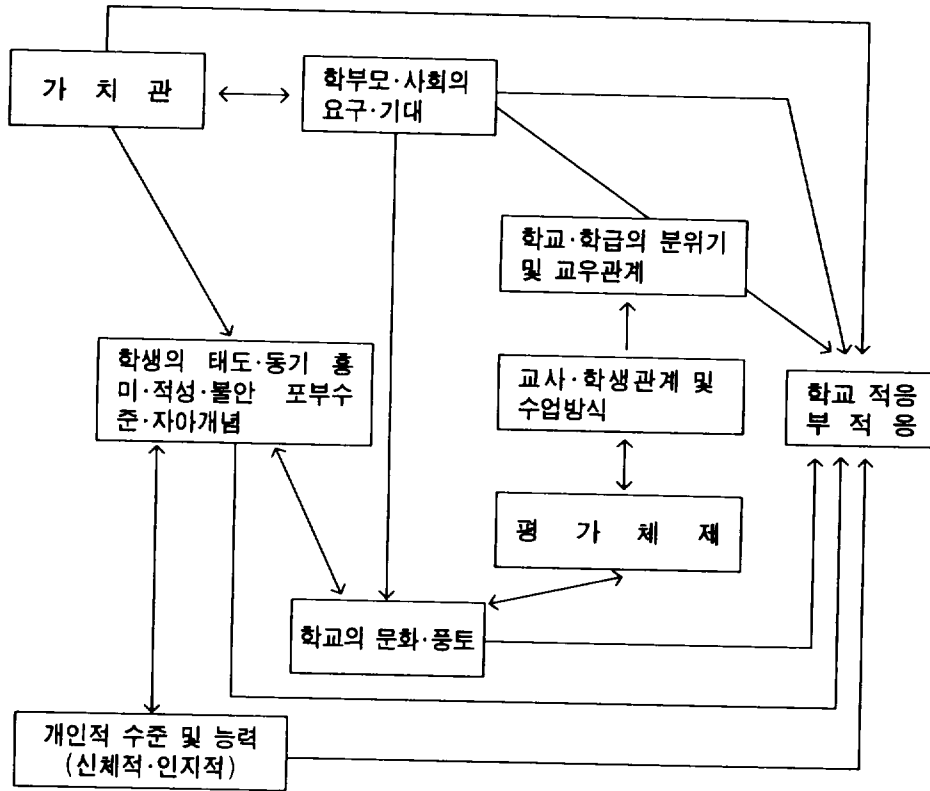 가 치 관
학부모·사회의
요구·기대
학교·학급의 분위기
및 교우관계
학생의 태도·동기 흥
미·적성·불안 포부수
준·자아개념
교사·학생관계 및
수업방식
학교 적응
부 적 응
평 가 체 제
학교의 문화·풍토
개인적 수준 및 능력
(신체적·인지적)